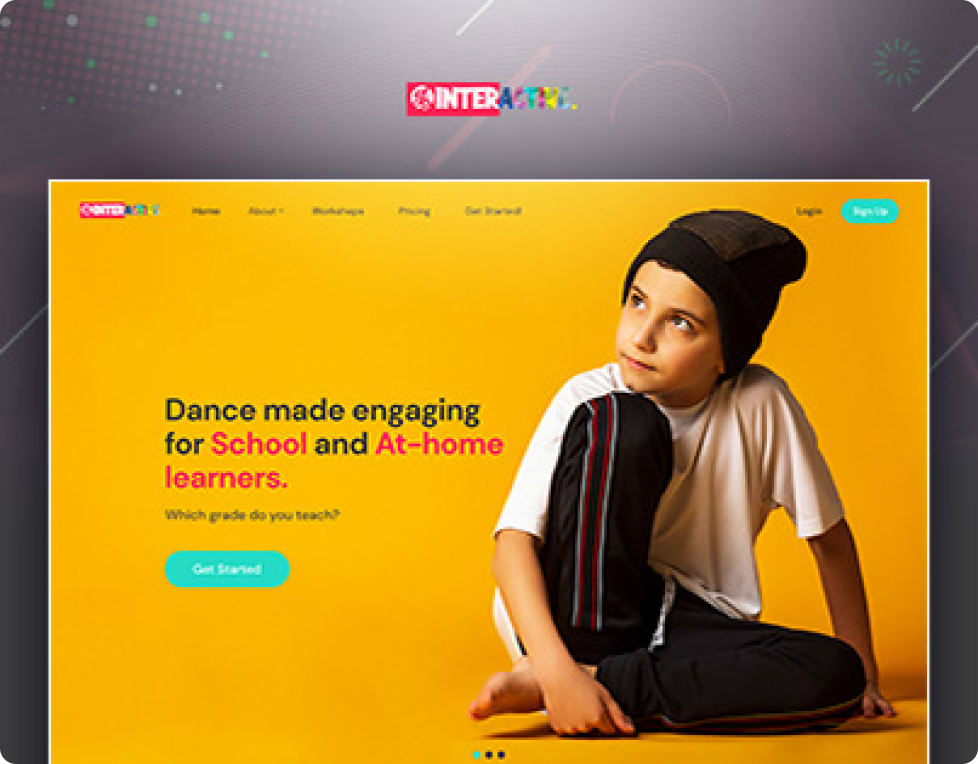 INTERACTIVE.
INTERACTIVE
Home
About
Workshops
Pricing
Get Started!
Login
Sign Up
Dance made engaging
for School and At-home
learners.
Which grade do you teach?
Get Started